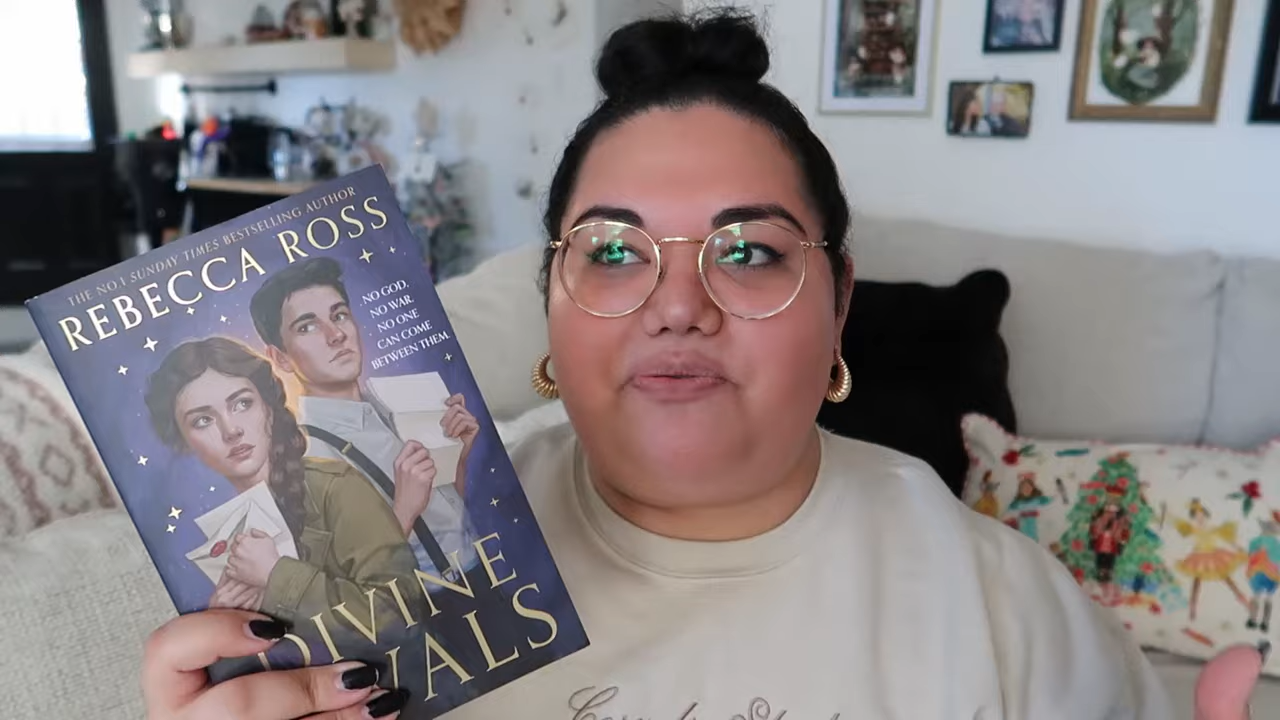 THE NO.1 SUNDAY TIMES BESTSELLING AUTHOR
REBECCA ROSS
NO GOD.
NO WAR.
NO ONE
CAN COME
BETWEEN THEM.
DIVINE